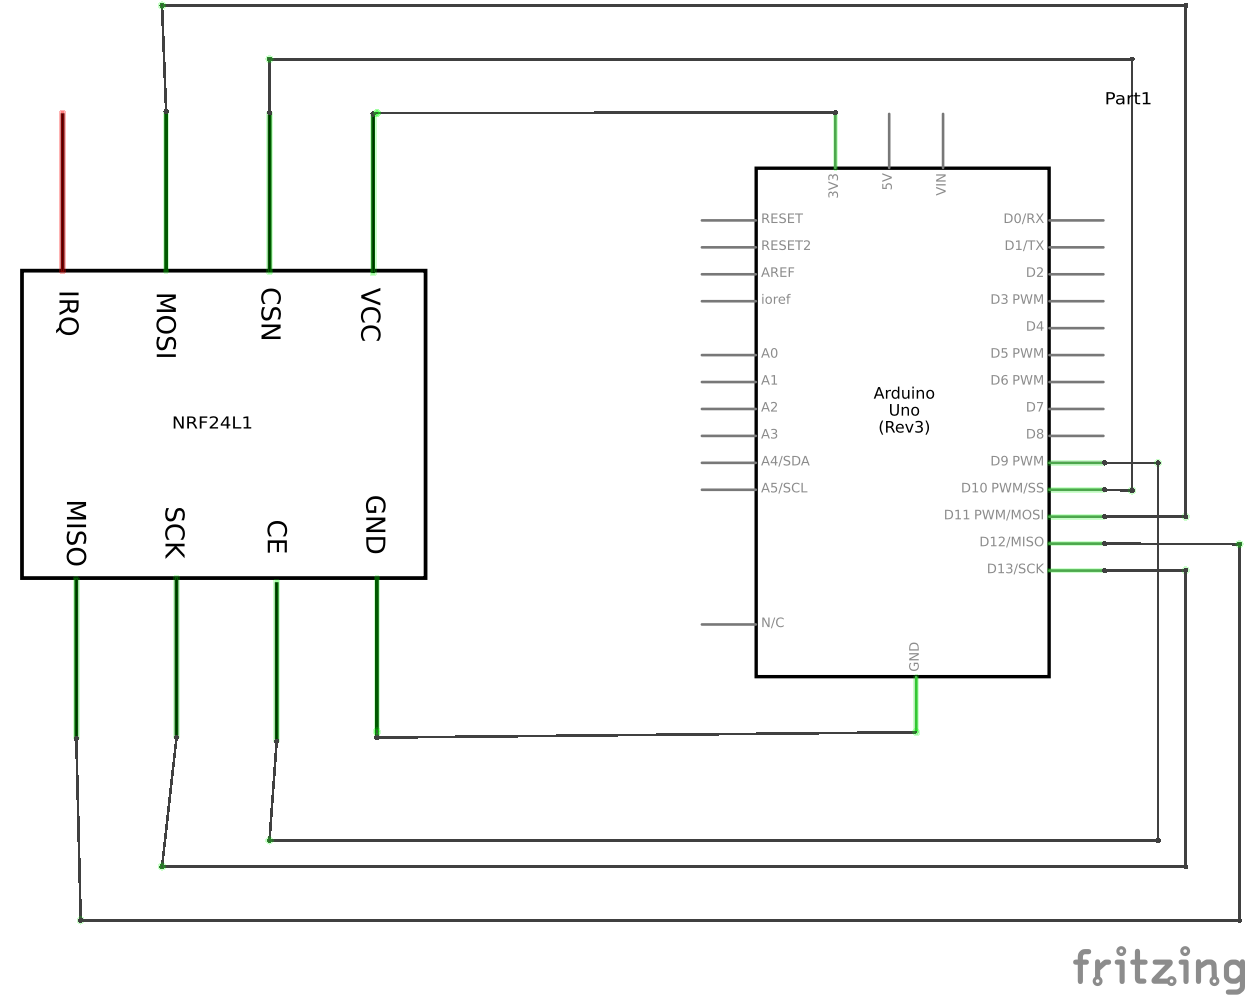 Part1
3V3
5V
VIN
RESET
RESET2
AREF
ioref
A0
A1
A2
A3
A4/SDA
A5/SCL
N/C
D0/RX
D1/TX
D2
D3 PWM
D4
D5 PWM
D6 PWM
D7
D8
D9 PWM
D10 PWM/SS
D11 PWM/MOSI
D12/MISO
D13/SCK
GND
Arduino
Uno
(Rev3)
IRQ
MOSI
CSN
VCC
NRF24L1
MISO
SCK
CE
GND
fritzing